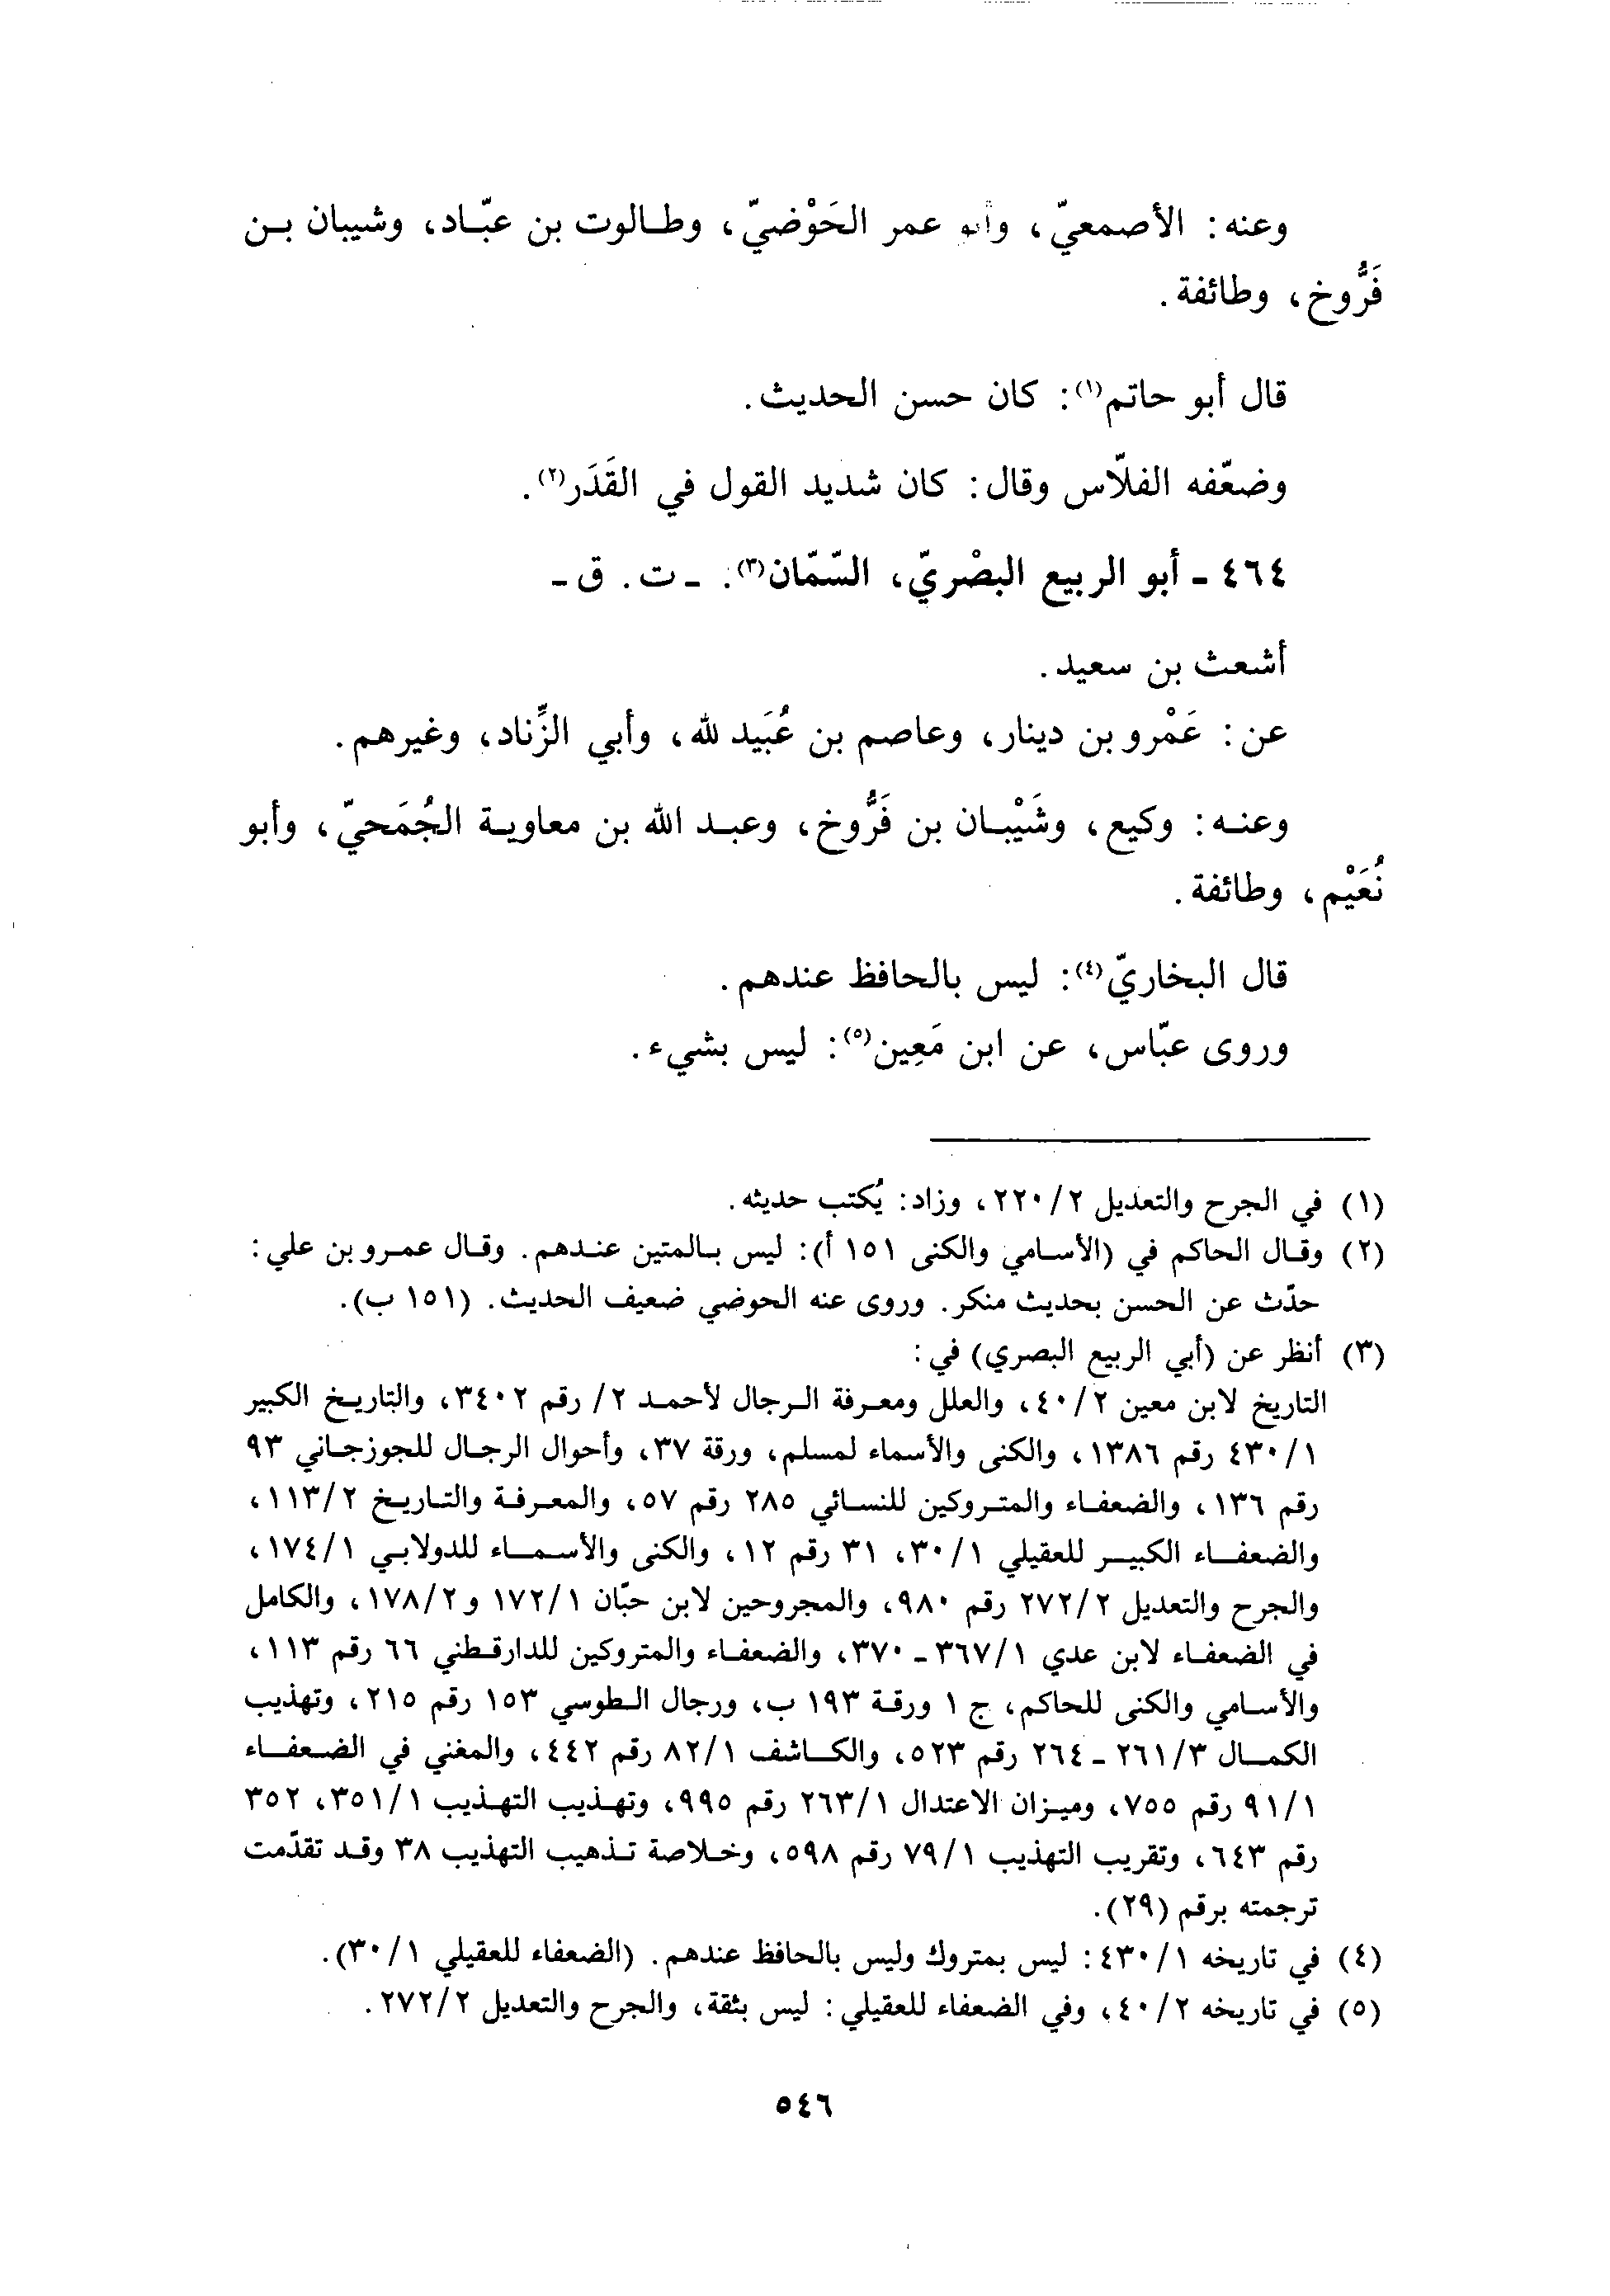 وعنه: الأصمعيّ، وأبو عمر الحَوْضيّ، وطالوت بن عبّاد، وشيبان بن
فَرُّوخ، وطائفة.
قال أبو حاتم(١): كان حسن الحديث.
وضعّفه الفلّاس وقال: كان شديد القول في القَدَر(٢).
٤٦٤ - أبو الربيع البصْريّ، السّمّان(٣). - ت. ق -
أشعث بن سعيد.
عن: عَمْرو بن دينار، وعاصم بن عُبَيد لله، وأبي الزِّناد، وغيرهم.
وعنه: وكيع، وشَيْبان بن فَرُّوخ، وعبد الله بن معاوية الجُمَحيّ، وأبو
نُعَيْم، وطائفة.
قال البخاريّ(٤): ليس بالحافظ عندهم.
وروى عبّاس، عن ابن مَعِين(٥): ليس بشيء.
(١) في الجرح والتعديل ٢/ ٢٢٠، وزاد: يُكتب حديثه.
(٢) وقال الحاكم في (الأسامي والكنى ١٥١ أ): ليس بالمتين عندهم. وقال عمرو بن علي:
حدّث عن الحسن بحديث منكر. وروى عنه الحوضي ضعيف الحديث. (١٥١ ب).
(٣) أنظر عن (أبي الربيع البصري) في:
التاريخ لابن معين ٢/ ٤٠، والعلل ومعرفة الرجال لأحمد ٢/ رقم ٣٤٠٢، والتاريخ الكبير
١/ ٤٣٠ رقم ١٣٨٦، والكنى والأسماء لمسلم، ورقة ٣٧، وأحوال الرجال للجوزجاني ٩٣
رقم ١٣٦، والضعفاء والمتروكين للنسائي ٢٨٥ رقم ٥٧، والمعرفة والتاريخ ٢/ ١١٣،
والضعفاء الكبير للعقيلي ١/ ٣٠، ٣١ رقم ١٢، والكنى والأسماء للدولابي ١/ ١٧٤،
والجرح والتعديل ٢/ ٢٧٢ رقم ٩٨٠، والمجروحين لابن حبّان ١/ ١٧٢ و٢/ ١٧٨، والكامل
في الضعفاء لابن عدي ١/ ٣٦٧ - ٣٧٠، والضعفاء والمتروكين للدارقطني ٦٦ رقم ١١٣،
والأسامي والكنى للحاكم، ج ١ ورقة ١٩٣ ب، ورجال الطوسي ١٥٣ رقم ٢١٥، وتهذيب
الكمال ٣/ ٢٦١ - ٢٦٤ رقم ٥٢٣، والكاشف ١/ ٨٢ رقم ٤٤٢، والمغني في الضعفاء
١/ ٩١ رقم ٧٥٥، وميزان الاعتدال ١/ ٢٦٣ رقم ٩٩٥، وتهذيب التهذيب ١/ ٣٥١، ٣٥٢
رقم ٦٤٣، وتقريب التهذيب ١/ ٧٩ رقم ٥٩٨، وخلاصة تذهيب التهذيب ٣٨ وقد تقدّمت
ترجمته برقم (٢٩).
(٤) في تاريخه ١/ ٤٣٠: ليس بمتروك وليس بالحافظ عندهم. (الضعفاء للعقيلي ١/ ٣٠).
(٥) في تاريخه ٢/ ٤٠، وفي الضعفاء للعقيلي: ليس بثقة، والجرح والتعديل ٢/ ٢٧٢.
٥٤٦